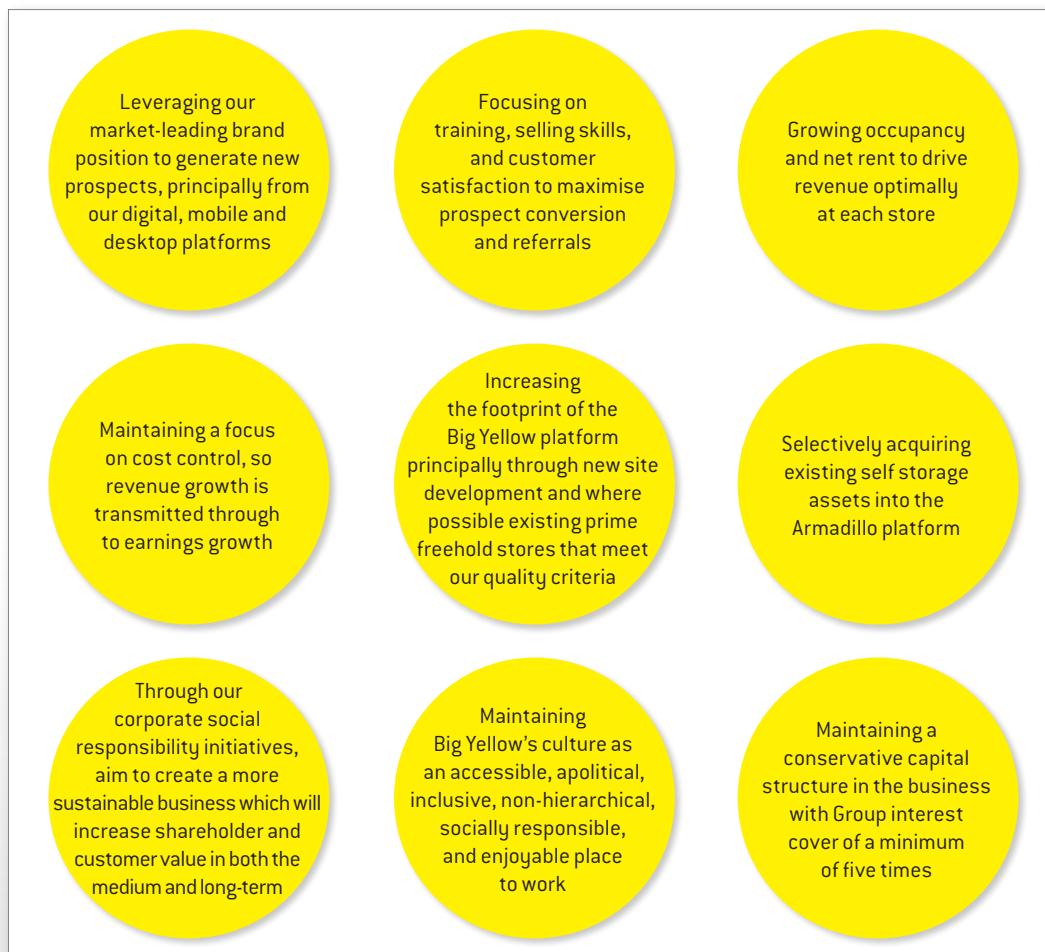 Leveraging our
market-leading brand
position to generate new
prospects, principally from
our digital, mobile and
desktop platforms
Focusing on
training, selling skills,
and customer
satisfaction to maximise
prospect conversion
and referrals
Growing occupancy
and net rent to drive
revenue optimally
at each store
Maintaining a focus
on cost control, so
revenue growth is
transmitted through
to earnings growth
Increasing
the footprint of the
Big Yellow platform
principally through new site
development and where
possible existing prime
freehold stores that meet
our quality criteria
Selectively acquiring
existing self storage
assets into the
Armadillo platform
Through our
corporate social
responsibility initiatives,
aim to create a more
sustainable business which will
increase shareholder and
customer value in both the
medium and long-term
Maintaining
Big Yellow’s culture as
an accessible, apolitical,
inclusive, non-hierarchical,
socially responsible,
and enjoyable place
to work
Maintaining a
conservative capital
structure in the business
with Group interest
cover of a minimum
of five times